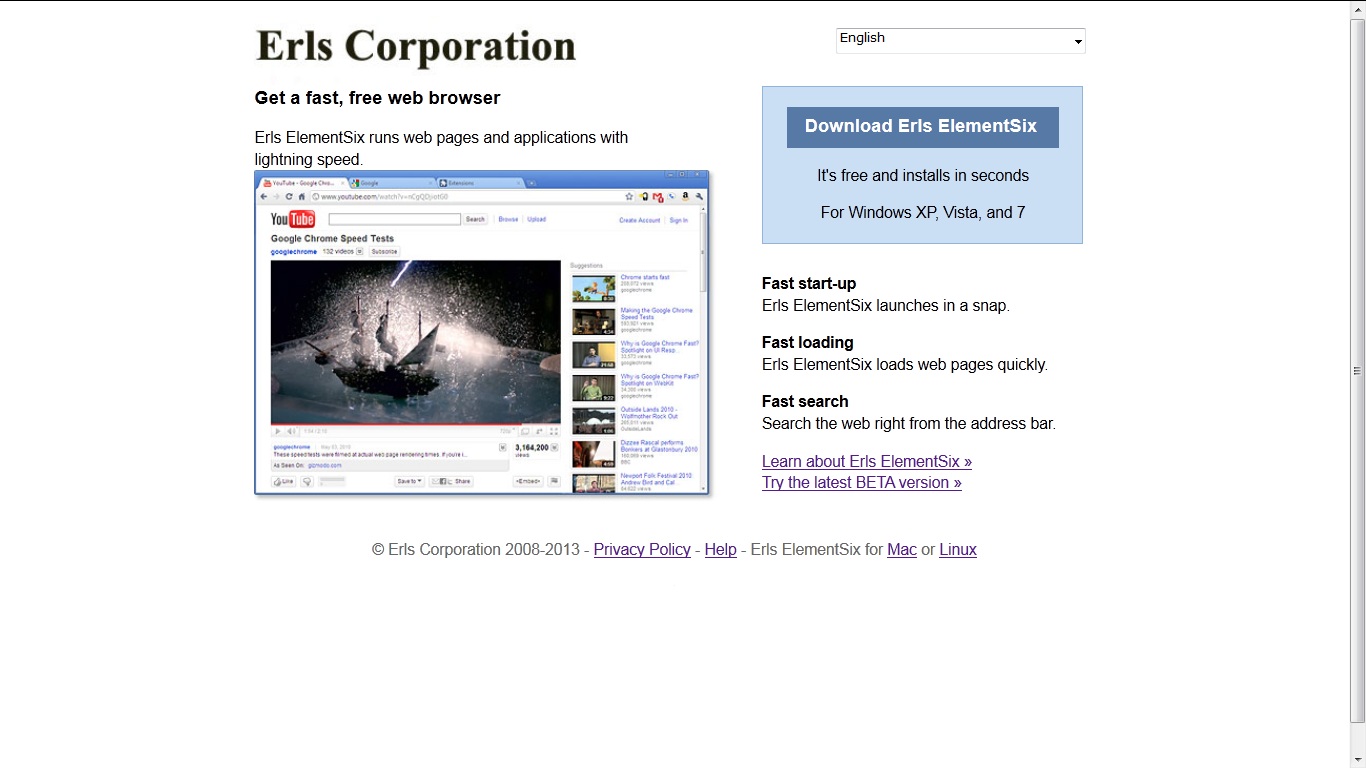 Erls Corporation
English
Get a fast, free web browser
Erls ElementSix runs web pages and applications with
lightning speed.
YouTube - Google Chro...
Google
Extensions
www.youtube.com/watch?v=nCgQDjiotG0
YouTube
Search
Browse
Upload
Create Account
Sign In
Google Chrome Speed Tests
googlechrome 132 videos Subscribe
Suggestions
Chrome starts fast
googlechrome
Making the Google Chrome
Speed Tests
googlechrome
Why is Google Chrome Fast?
Spotlight on UI Resp...
googlechrome
Why is Google Chrome Fast?
Spotlight on WebKit
googlechrome
Outside Lands 2010 -
Wolfmother Rock Out
OutsideLands
Dizzee Rascal performs
Bonkers at Glastonbury 2010
BBC
Newport Folk Festival 2010
Andrew Bird and Cal...
googlechrome May 03, 2010
3,164,200
views
These speed tests were filmed at actual web page rendering times. If you're i...
As Seen On: gizmodo.com
Like
Save to
Share
<Embed>
Download Erls ElementSix
It's free and installs in seconds
For Windows XP, Vista, and 7
Fast start-up
Erls ElementSix launches in a snap.
Fast loading
Erls ElementSix loads web pages quickly.
Fast search
Search the web right from the address bar.
Learn about Erls ElementSix »
Try the latest BETA version »
© Erls Corporation 2008-2013 - Privacy Policy - Help - Erls ElementSix for Mac or Linux